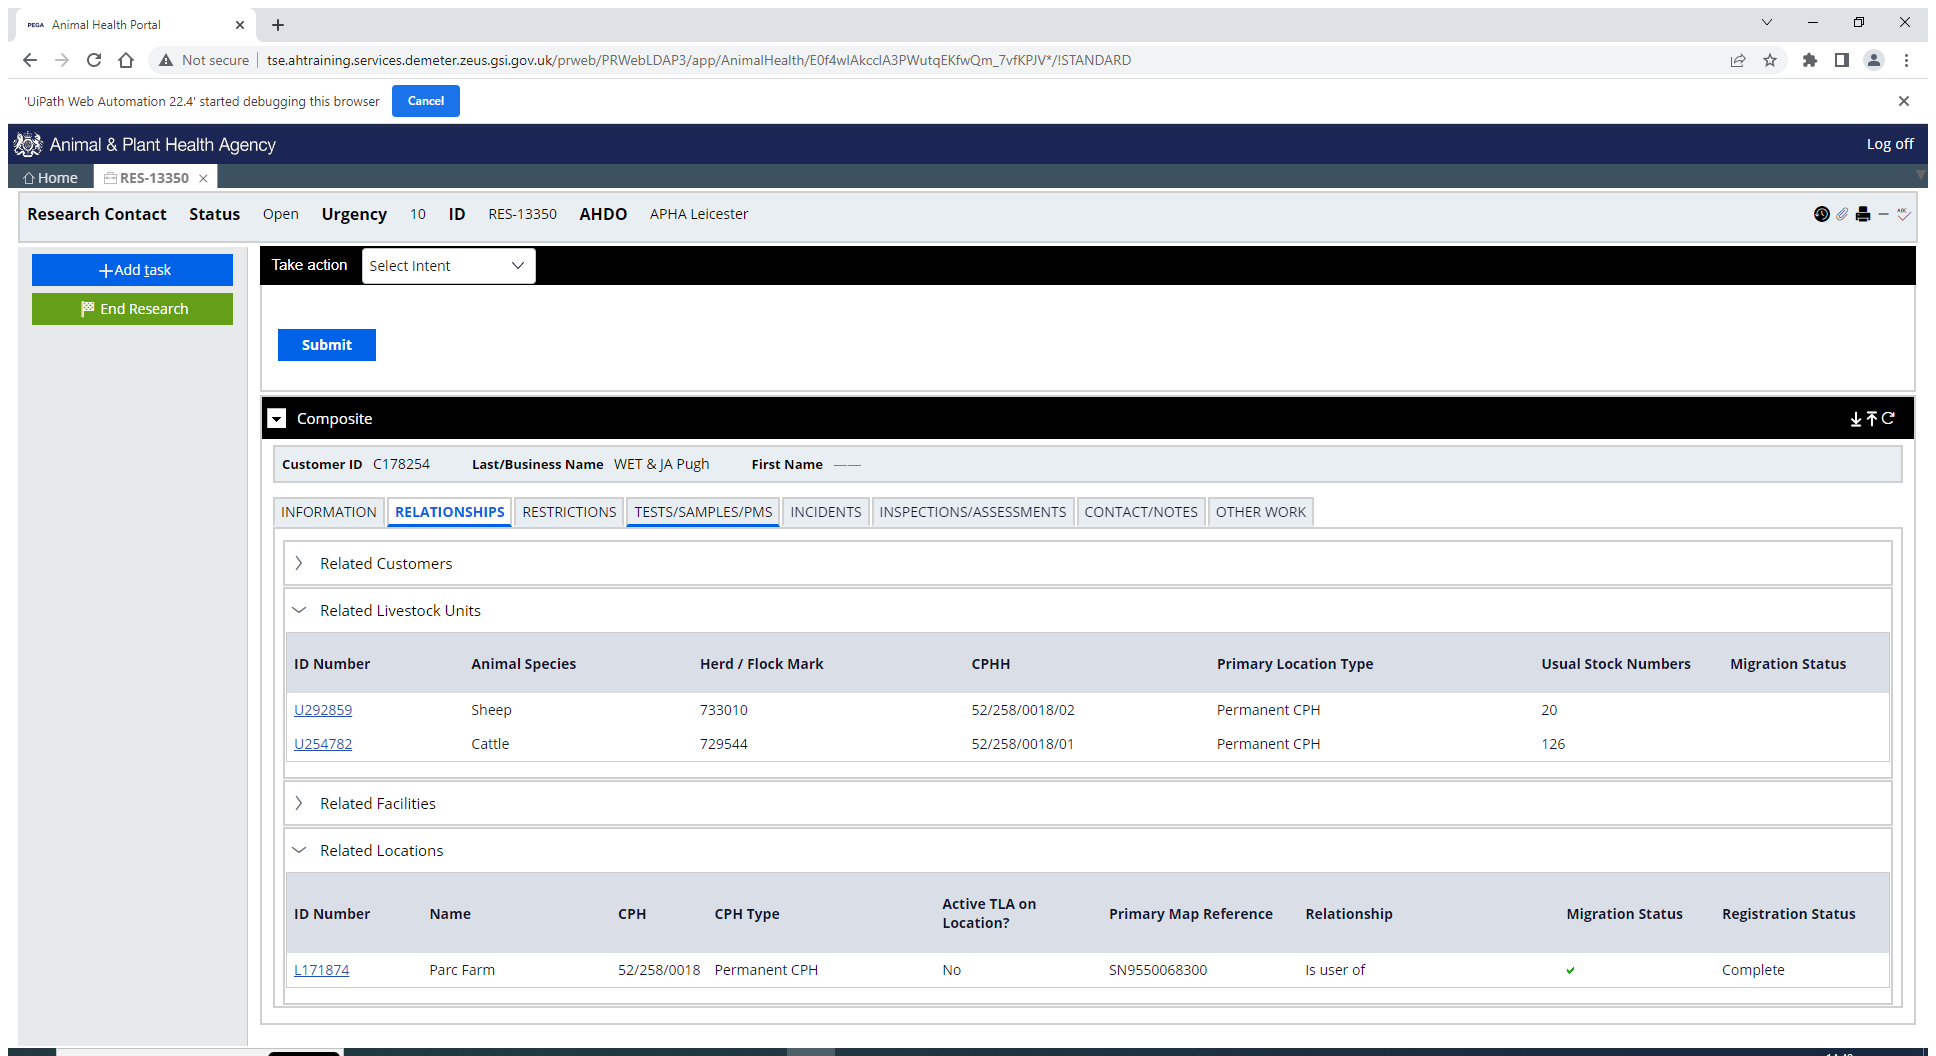 PEGA Animal Health Portal
Not secure tse.ahtraining.services.demeter.zeus.gsi.gov.uk/prweb/PRWebLDAP3/app/AnimalHealth/E0f4wIAkccIA3PWutqEKfwQm_7vfKPJV*/!STANDARD
'UiPath Web Automation 22.4' started debugging this browser Cancel
Animal & Plant Health Agency Log off
Home RES-13350
Research Contact Status Open Urgency 10 ID RES-13350 AHDO APHA Leicester
Add task
End Research
Take action Select Intent
Submit
Composite
Customer ID C178254 Last/Business Name WET & JA Pugh First Name ——
INFORMATION RELATIONSHIPS RESTRICTIONS TESTS/SAMPLES/PMS INCIDENTS INSPECTIONS/ASSESSMENTS CONTACT/NOTES OTHER WORK
Related Customers
Related Livestock Units
ID Number Animal Species Herd / Flock Mark CPHH Primary Location Type Usual Stock Numbers Migration Status
U292859 Sheep 733010 52/258/0018/02 Permanent CPH 20
U254782 Cattle 729544 52/258/0018/01 Permanent CPH 126
Related Facilities
Related Locations
ID Number Name CPH CPH Type Active TLA on Location? Primary Map Reference Relationship Migration Status Registration Status
L171874 Parc Farm 52/258/0018 Permanent CPH No SN9550068300 Is user of Complete